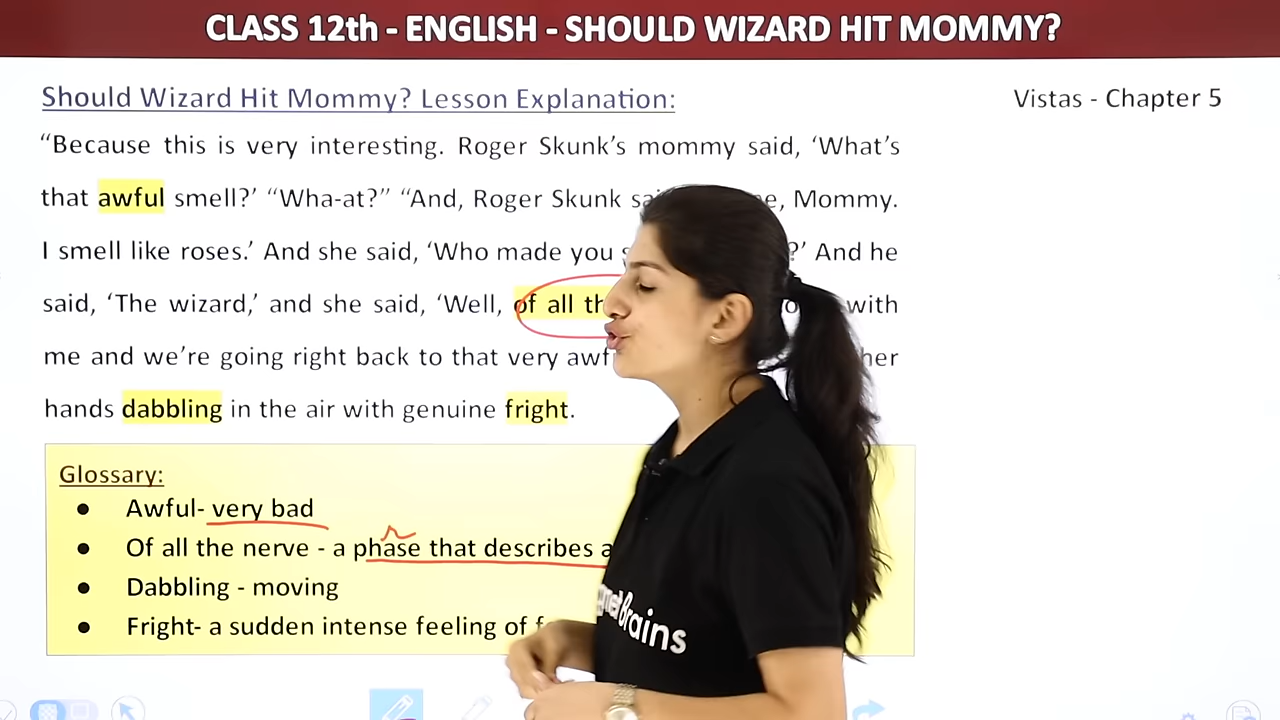 CLASS 12th - ENGLISH - SHOULD WIZARD HIT MOMMY?
Should Wizard Hit Mommy? Lesson Explanation:
Vistas - Chapter 5
“Because this is very interesting. Roger Skunk’s mommy said, ‘What’s
that awful smell?’ “Wha-at?” “And, Roger Skunk Mommy.
I smell like roses.’ And she said, ‘Who made you ?’ And he
said, ‘The wizard,’ and she said, ‘Well, of all with
me and we’re going right back to that very
hands dabbling in the air with genuine fright.
Glossary:
● Awful- very bad
● Of all the nerve - a phase that describes
● Dabbling - moving
● Fright- a sudden intense feeling of
Brains